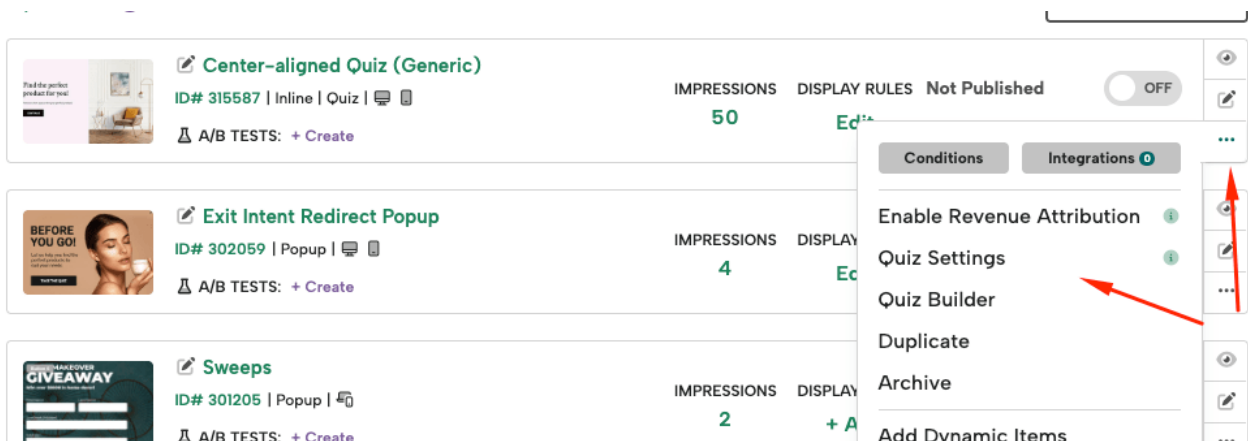 Find the perfect
product for you!
Center-aligned Quiz (Generic)
ID# 315587 | Inline | Quiz |
A/B TESTS: + Create
IMPRESSIONS
50
DISPLAY RULES
Edit
Not Published
OFF
Conditions
Integrations 0
Enable Revenue Attribution
Quiz Settings
Quiz Builder
Duplicate
Archive
Add Dynamic Items
BEFORE
YOU GO!
Exit Intent Redirect Popup
ID# 302059 | Popup |
A/B TESTS: + Create
IMPRESSIONS
4
DISPLAY
Ed
MAKEOVER
GIVEAWAY
Sweeps
ID# 301205 | Popup |
A/B TESTS: + Create
IMPRESSIONS
2
DISPLAY
+ A